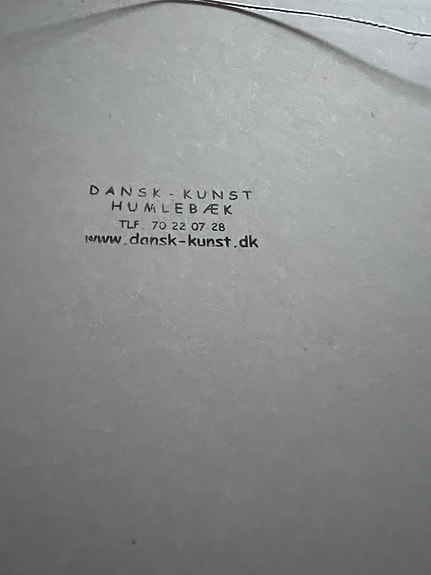 DANSK-KUNST
HUMLEBÆK
TLF. 70 22 07 28
www.dansk-kunst.dk